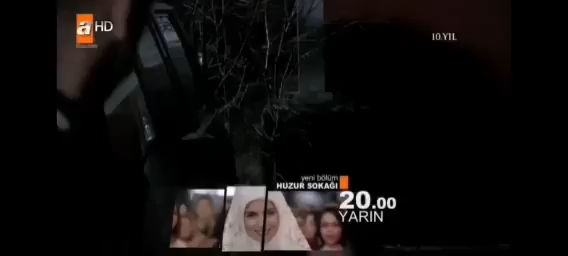 a HD
10.YIL
yeni bölüm
HUZUR SOKAĞI
20.00
YARIN